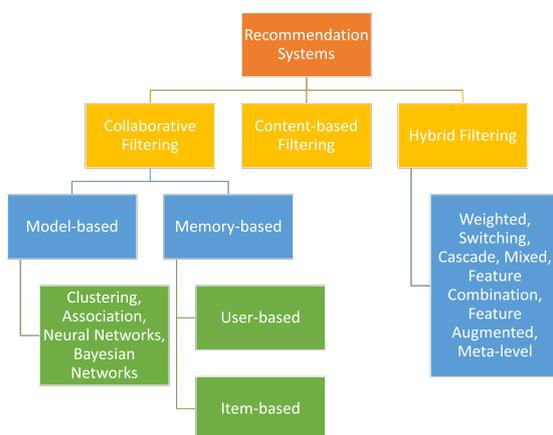 Recommendation
Systems
Collaborative
Filtering
Content-based
Filtering
Hybrid Filtering
Model-based
Memory-based
Weighted,
Switching,
Cascade, Mixed,
Feature
Combination,
Feature
Augmented,
Meta-level
Clustering,
Association,
Neural Networks,
Bayesian
Networks
User-based
Item-based